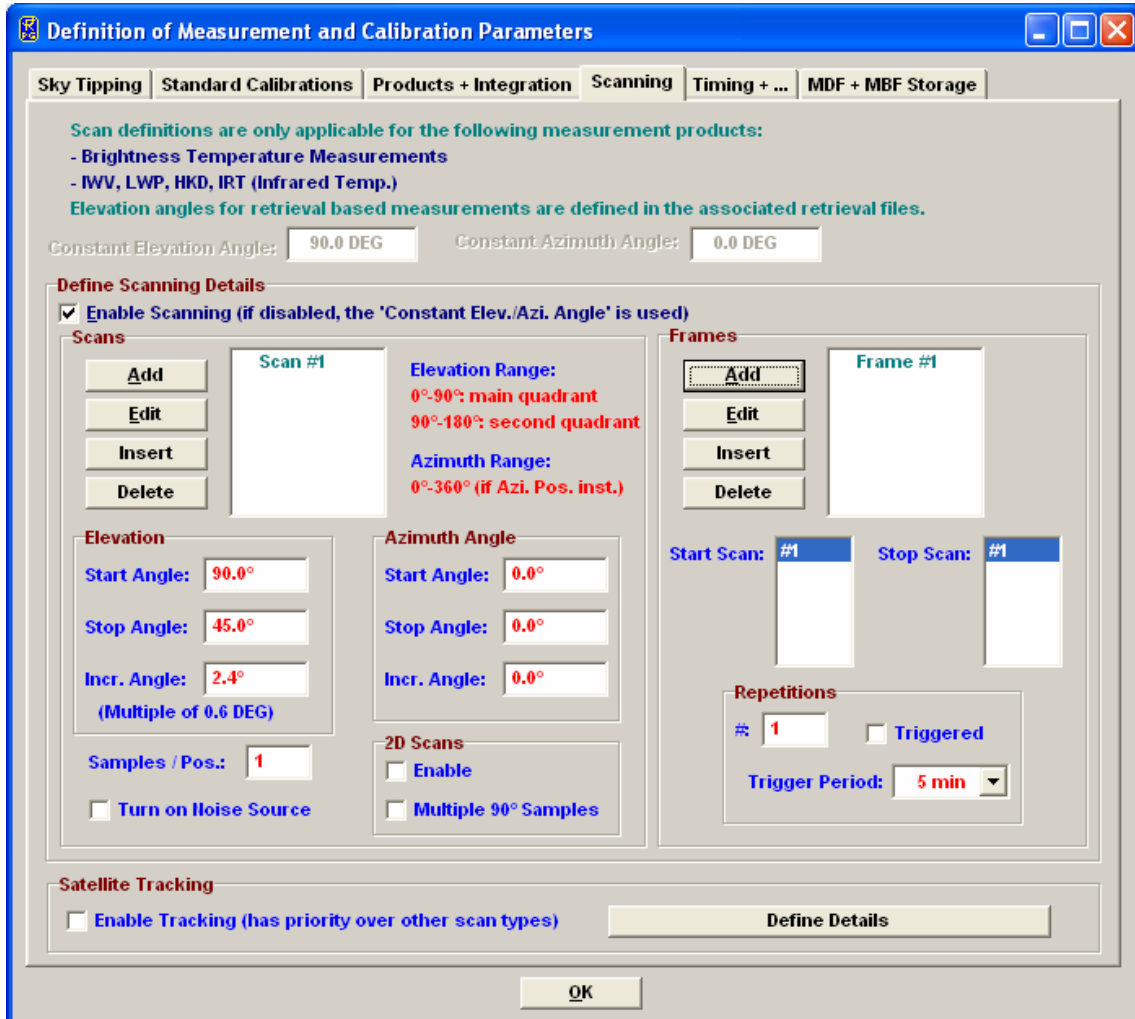 Definition of Measurement and Calibration Parameters
Sky Tipping Standard Calibrations Products + Integration Scanning Timing + ... MDF + MBF Storage
Scan definitions are only applicable for the following measurement products:
- Brightness Temperature Measurements
- IWV, LWP, HKD, IRT (Infrared Temp.)
Elevation angles for retrieval based measurements are defined in the associated retrieval files.
Constant Elevation Angle: 90.0 DEG Constant Azimuth Angle: 0.0 DEG
Define Scanning Details
Enable Scanning (if disabled, the 'Constant Elev./Azi. Angle' is used)
Scans
Add
Edit
Insert
Delete
Scan #1
Elevation Range:
0°-90°: main quadrant
90°-180°: second quadrant
Azimuth Range:
0°-360° (if Azi. Pos. inst.)
Elevation
Start Angle: 90.0°
Stop Angle: 45.0°
Incr. Angle: 2.4°
(Multiple of 0.6 DEG)
Samples / Pos.: 1
Turn on Noise Source
Azimuth Angle
Start Angle: 0.0°
Stop Angle: 0.0°
Incr. Angle: 0.0°
2D Scans
Enable
Multiple 90° Samples
Frames
Add
Edit
Insert
Delete
Frame #1
Start Scan: #1 Stop Scan: #1
Repetitions
#: 1 Triggered
Trigger Period: 5 min
Satellite Tracking
Enable Tracking (has priority over other scan types) Define Details
OK